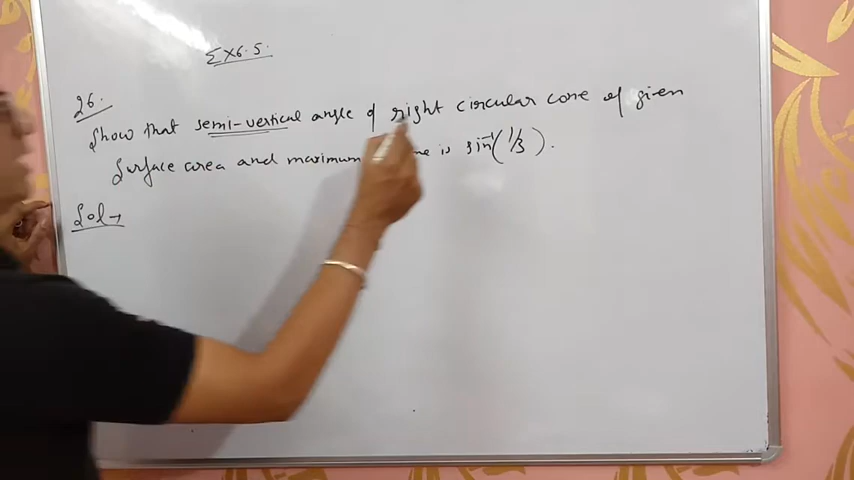 Ex6.5.
26.
Show that semi-vertical angle of right circular cone of given
Surface area and maximum is sin⁻¹(1/3).
Sol→